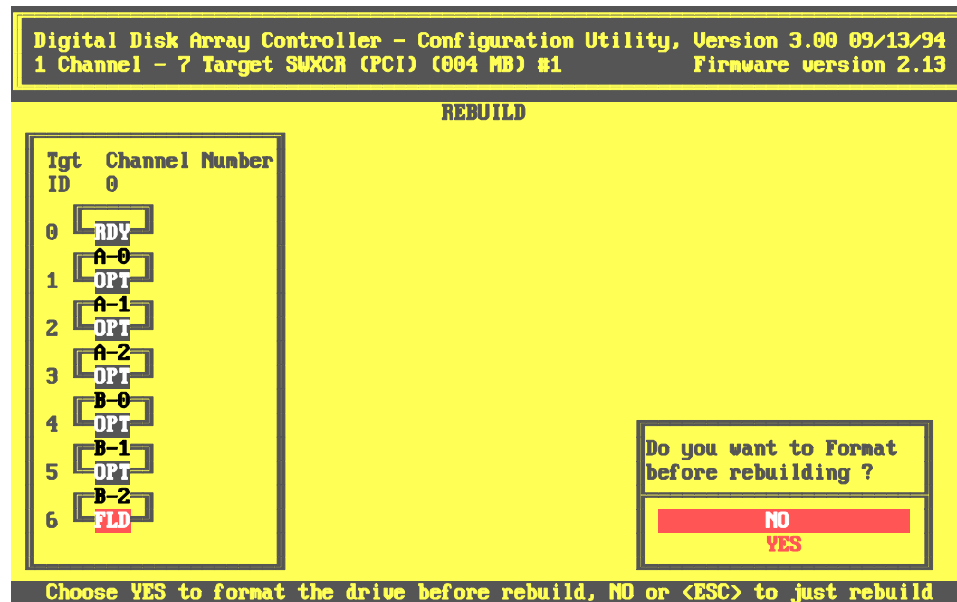 Digital Disk Array Controller - Configuration Utility, Version 3.00 09/13/94
1 Channel - 7 Target SWXCR (PCI) (004 MB) #1 Firmware version 2.13
REBUILD
Tgt Channel Number
ID 0
0 RDY
A-0
1 OPT
A-1
2 OPT
A-2
3 OPT
B-0
4 OPT
B-1
5 OPT
B-2
6 FLD
Do you want to Format
before rebuilding ?
NO
YES
Choose YES to format the drive before rebuild, NO or <ESC> to just rebuild